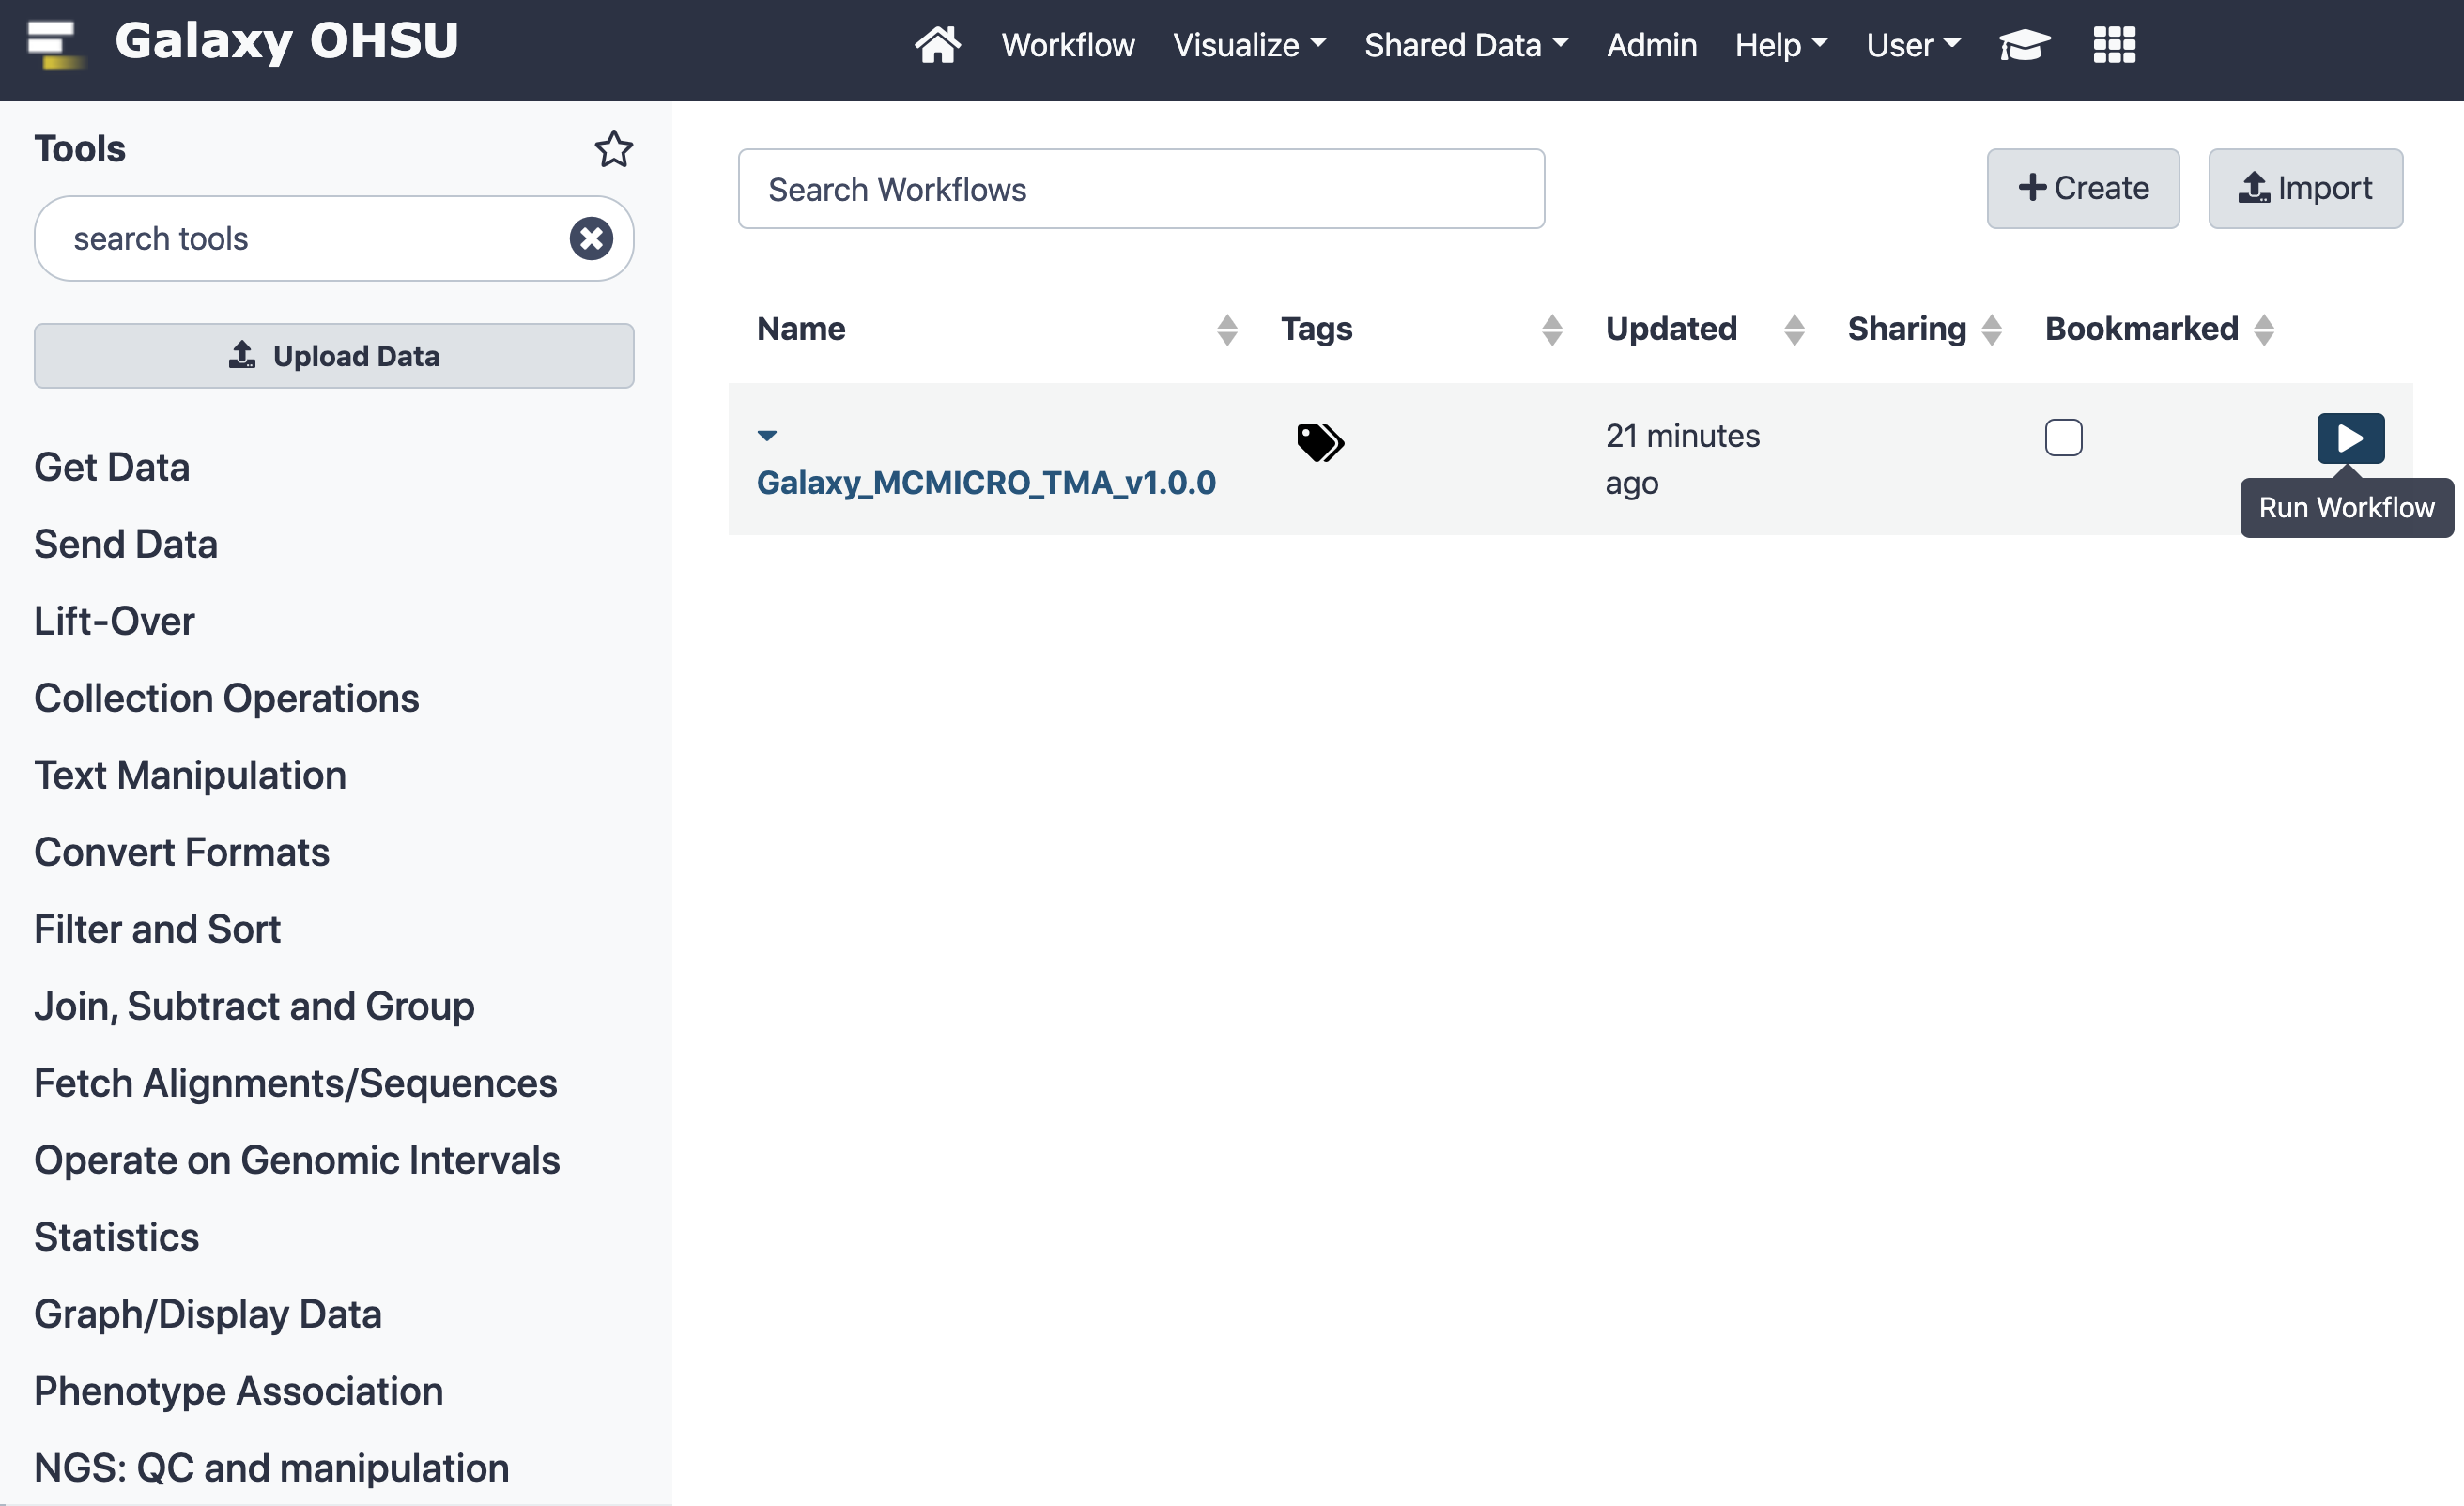 Galaxy OHSU
Workflow Visualize Shared Data Admin Help User
Tools
search tools
Upload Data
Get Data
Send Data
Lift-Over
Collection Operations
Text Manipulation
Convert Formats
Filter and Sort
Join, Subtract and Group
Fetch Alignments/Sequences
Operate on Genomic Intervals
Statistics
Graph/Display Data
Phenotype Association
NGS: QC and manipulation
Search Workflows
Create
Import
Name Tags Updated Sharing Bookmarked
Galaxy_MCMICRO_TMA_v1.0.0
21 minutes
ago
Run Workflow